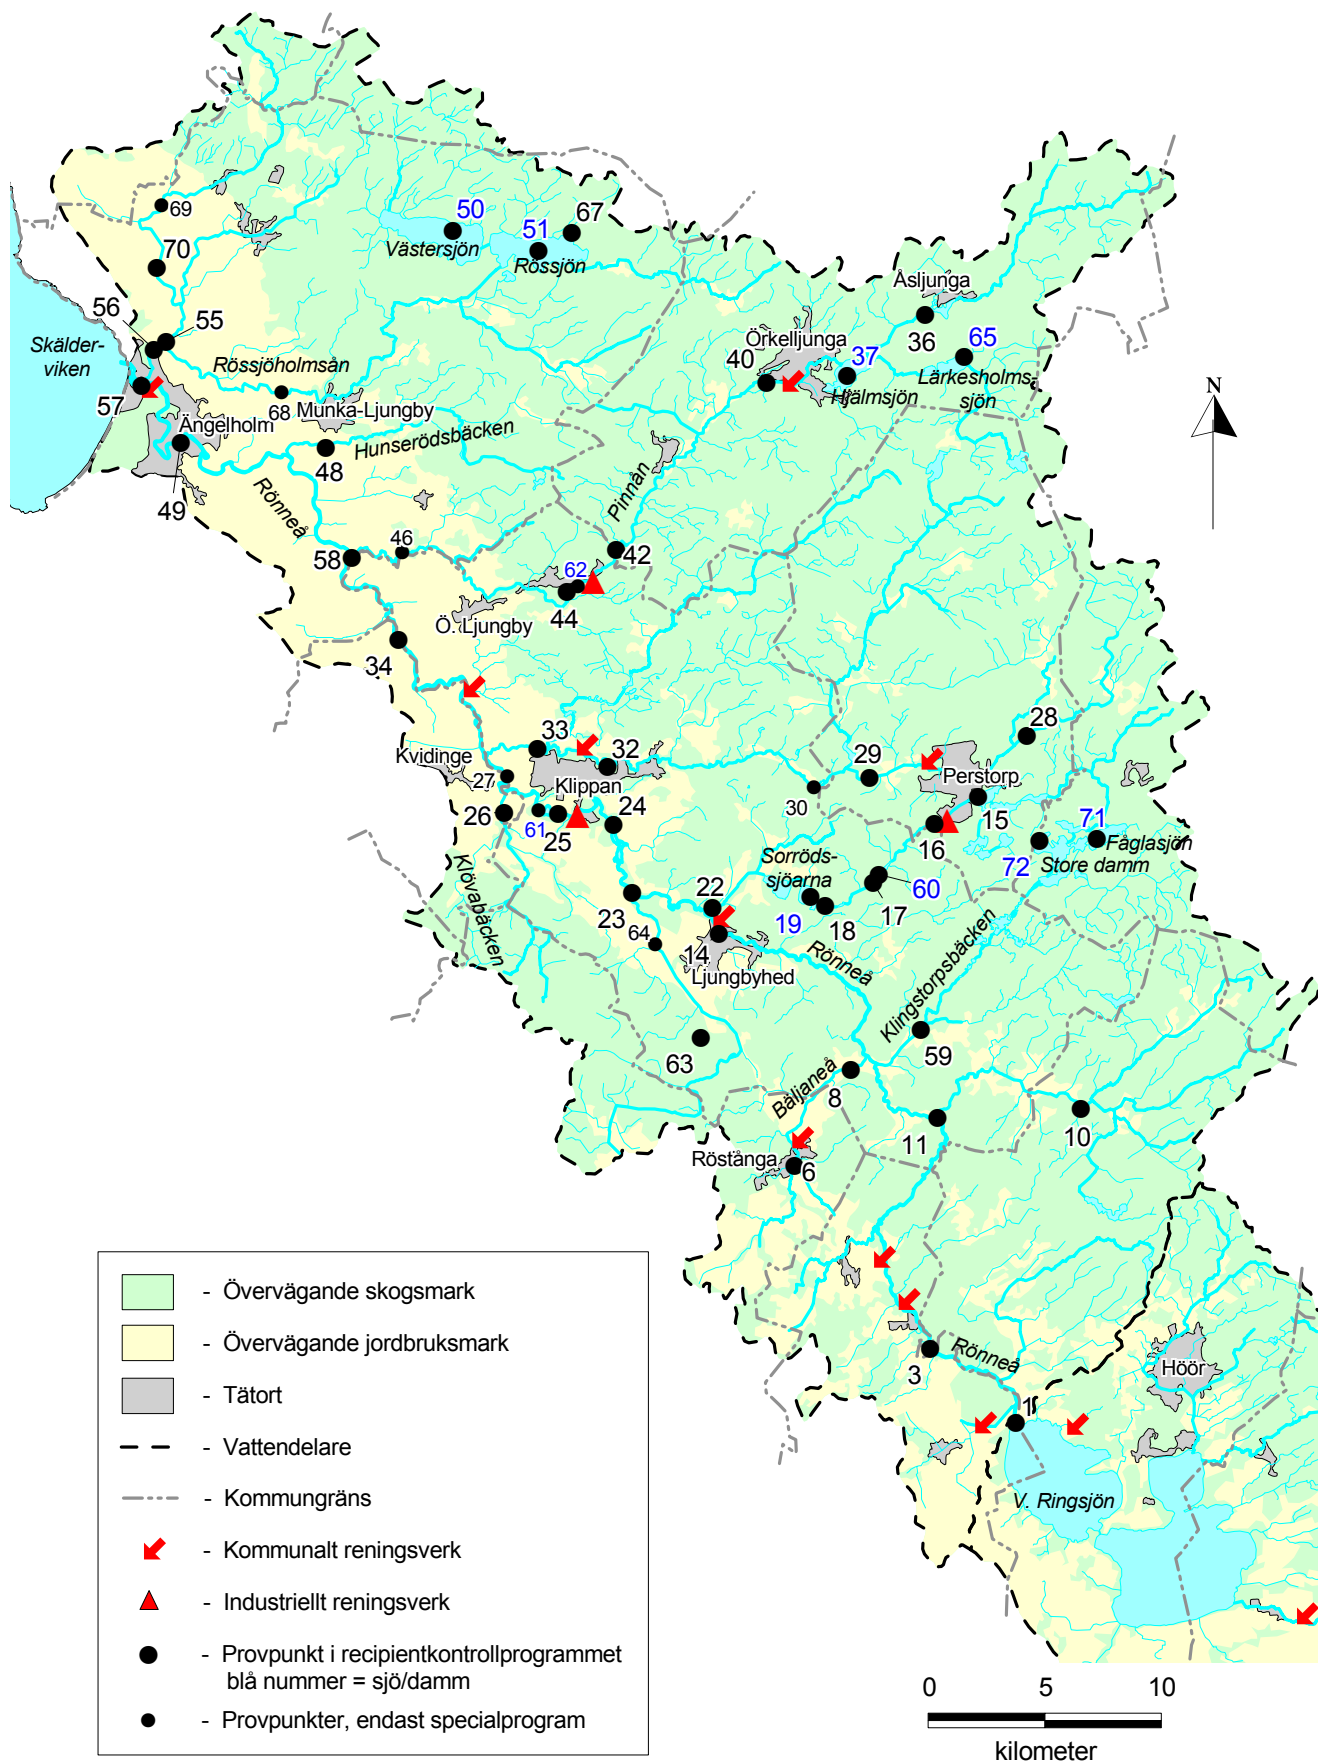 69
50
67
51
Västersjön
Rössjön
70
Åsljunga
56
55
Skälder-
viken
Örkelljunga
36
65
40
37
Rössjöholmsån
Hjälmsjön
Lärkesholms-
sjön
57
68
Munka-Ljungby
N
Ängelholm
Hunserödsbäcken
48
49
Rönneå
Pinnån
46
42
58
62
44
Ö. Ljungby
34
28
33
32
29
Kvidinge
27
Klippan
Perstorp
30
24
26
61
25
15
16
71
Fåglasjön
Store damm
72
Sorröds-
sjöarna
60
22
17
Klövabäcken
23
19
18
64
14
Ljungbyhed
Rönneå
Klingstorpsbäcken
63
59
Bäljaneå
8
11
10
Röstånga
6
- Övervägande skogsmark
- Övervägande jordbruksmark
Rönneå
3
Höör
- Tätort
1
- Vattendelare
- Kommungräns
V. Ringsjön
- Kommunalt reningsverk
- Industriellt reningsverk
- Provpunkt i recipientkontrollprogrammet
blå nummer = sjö/damm
- Provpunkter, endast specialprogram
0 5 10
kilometer